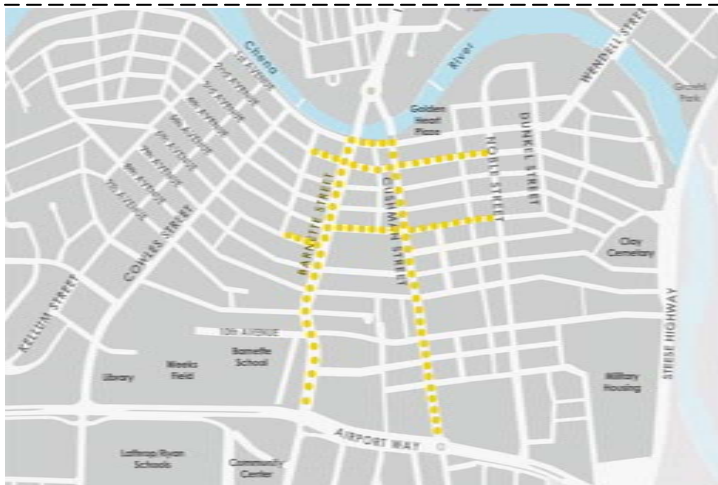 Chena
River
WENDELL STREET
Graehl
Park
Golden
Heart
Plaza
1st AVENUE
2nd AVENUE
3rd AVENUE
4th AVENUE
5th AVENUE
6th AVENUE
7th AVENUE
8th AVENUE
9th AVENUE
NOBLE STREET
DUNKEL STREET
BARNETTE STREET
CUSHMAN STREET
COWLES STREET
KELLUM STREET
Clay
Cemetery
STEESE HIGHWAY
10th AVENUE
Library
Weeks
Field
Barnette
School
Military
Housing
AIRPORT WAY
Lathrop/Ryan
Schools
Community
Center